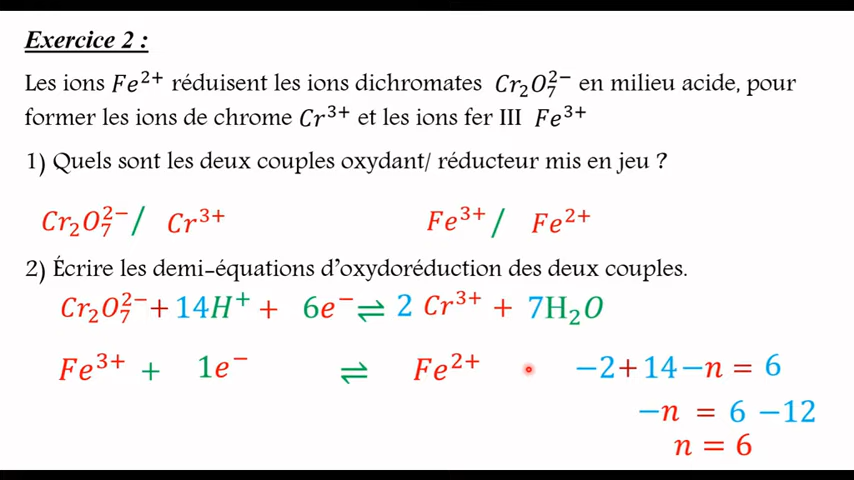 Exercice 2 :
Les ions Fe²⁺ réduisent les ions dichromates Cr₂O₇²⁻ en milieu acide, pour
former les ions de chrome Cr³⁺ et les ions fer III Fe³⁺
1) Quels sont les deux couples oxydant/ réducteur mis en jeu ?
Cr₂O₇²⁻ / Cr³⁺ Fe³⁺ / Fe²⁺
2) Écrire les demi-équations d'oxydoréduction des deux couples.
Cr₂O₇²⁻ + 14H⁺ + 6e⁻ ⇌ 2 Cr³⁺ + 7H₂O
Fe³⁺ + 1e⁻ ⇌ Fe²⁺ −2+14−n = 6
−n = 6 −12
n = 6